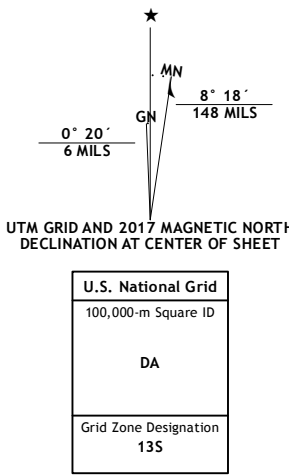 ★
MN
GN
8° 18´
148 MILS
0° 20´
6 MILS
UTM GRID AND 2017 MAGNETIC NORTH
DECLINATION AT CENTER OF SHEET
U.S. National Grid
100,000-m Square ID
DA
Grid Zone Designation
13S